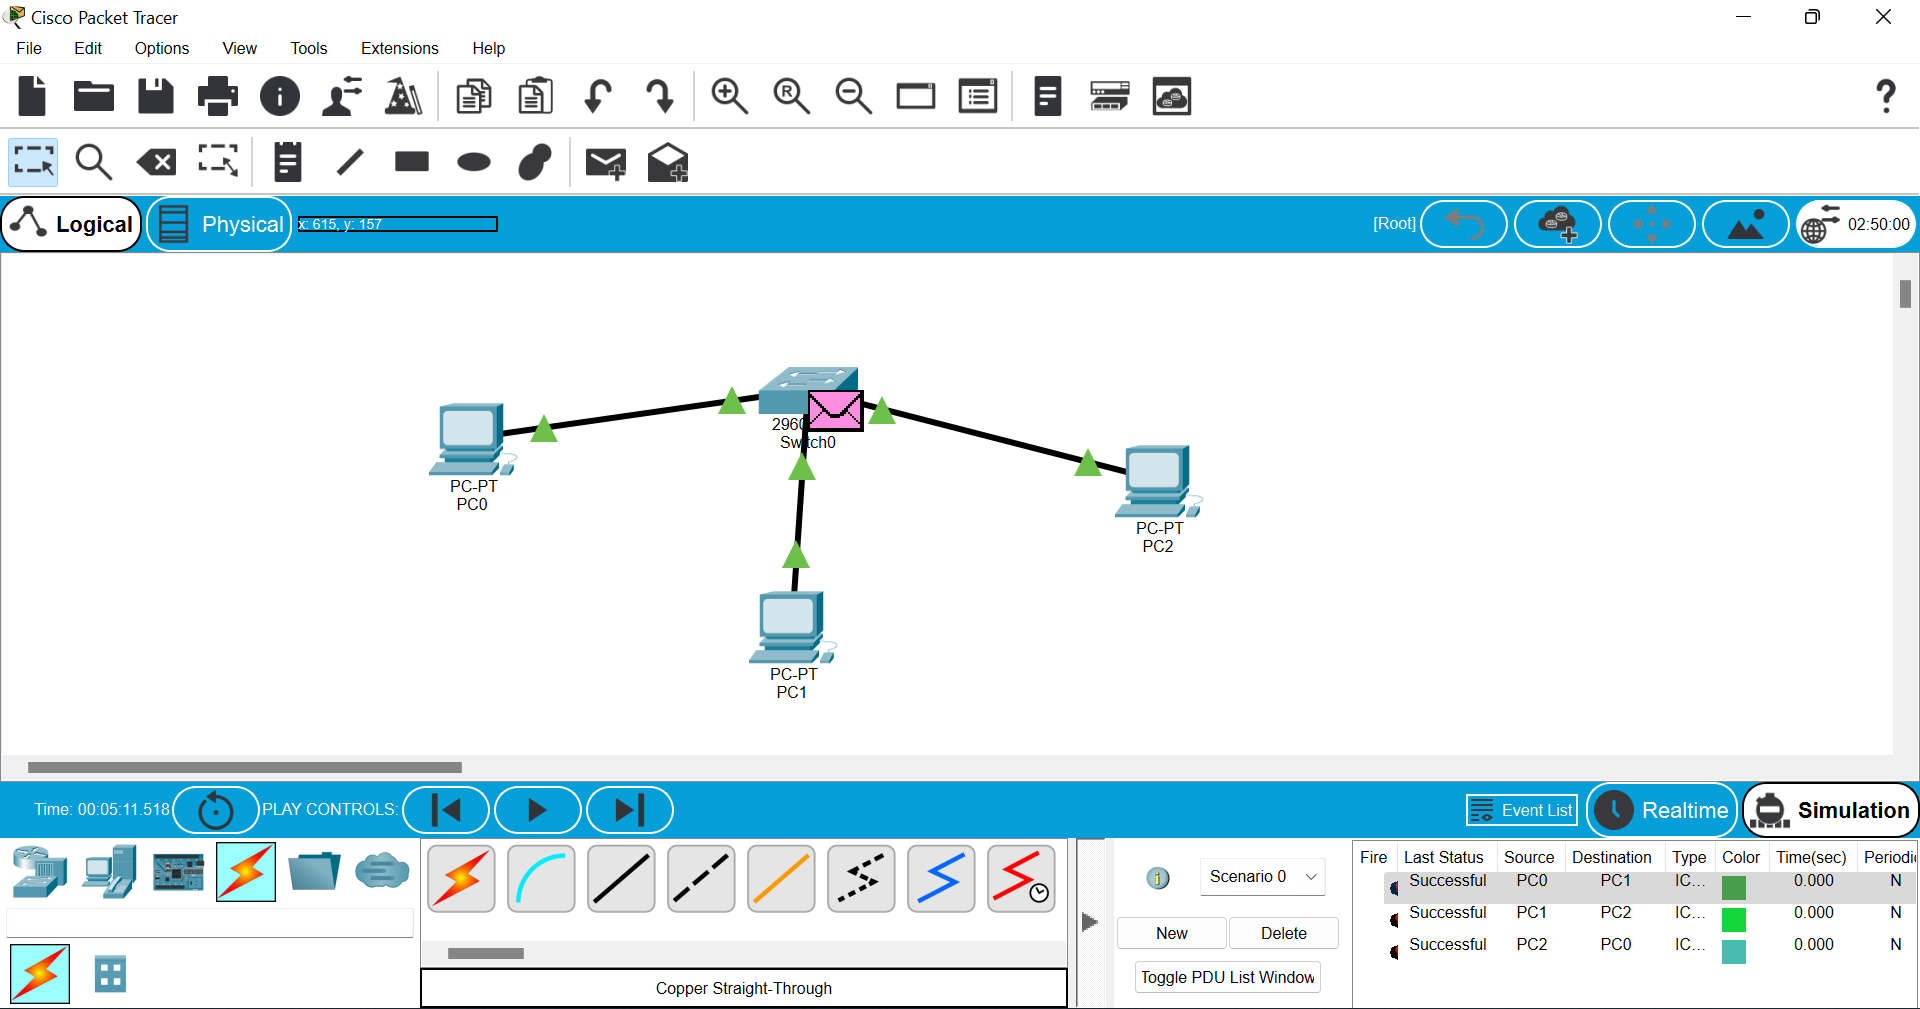 Cisco Packet Tracer
File Edit Options View Tools Extensions Help
Logical Physical x: 615, y: 157 [Root] 02:50:00
2960
Switch0
PC-PT
PC0
PC-PT
PC2
PC-PT
PC1
Time: 00:05:11.518 PLAY CONTROLS: Event List Realtime Simulation
Fire Last Status Source Destination Type Color Time(sec) Periodic
Scenario 0
Successful PC0 PC1 IC... 0.000 N
Successful PC1 PC2 IC... 0.000 N
New Delete
Successful PC2 PC0 IC... 0.000 N
Toggle PDU List Window
Copper Straight-Through